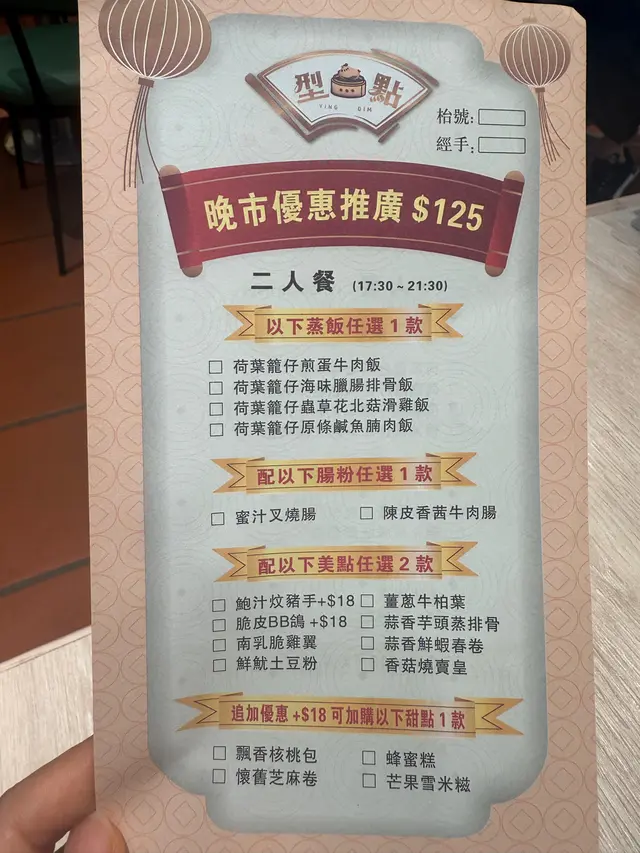 型點
YING DIM
枱號:
經手:
晚市優惠推廣 $125
二人餐 (17:30 ~ 21:30)
以下蒸飯任選 1 款
荷葉籠仔煎蛋牛肉飯
荷葉籠仔海味臘腸排骨飯
荷葉籠仔蟲草花北菇滑雞飯
荷葉籠仔原條鹹魚腩肉飯
配以下腸粉任選 1 款
蜜汁叉燒腸
陳皮香茜牛肉腸
配以下美點任選 2 款
鮑汁炆豬手+$18
薑蔥牛柏葉
脆皮BB鴿 +$18
蒜香芋頭蒸排骨
南乳脆雞翼
蒜香鮮蝦春卷
鮮魷土豆粉
香菇燒賣皇
追加優惠 +$18 可加購以下甜點 1 款
飄香核桃包
蜂蜜糕
懷舊芝麻卷
芒果雪米糍